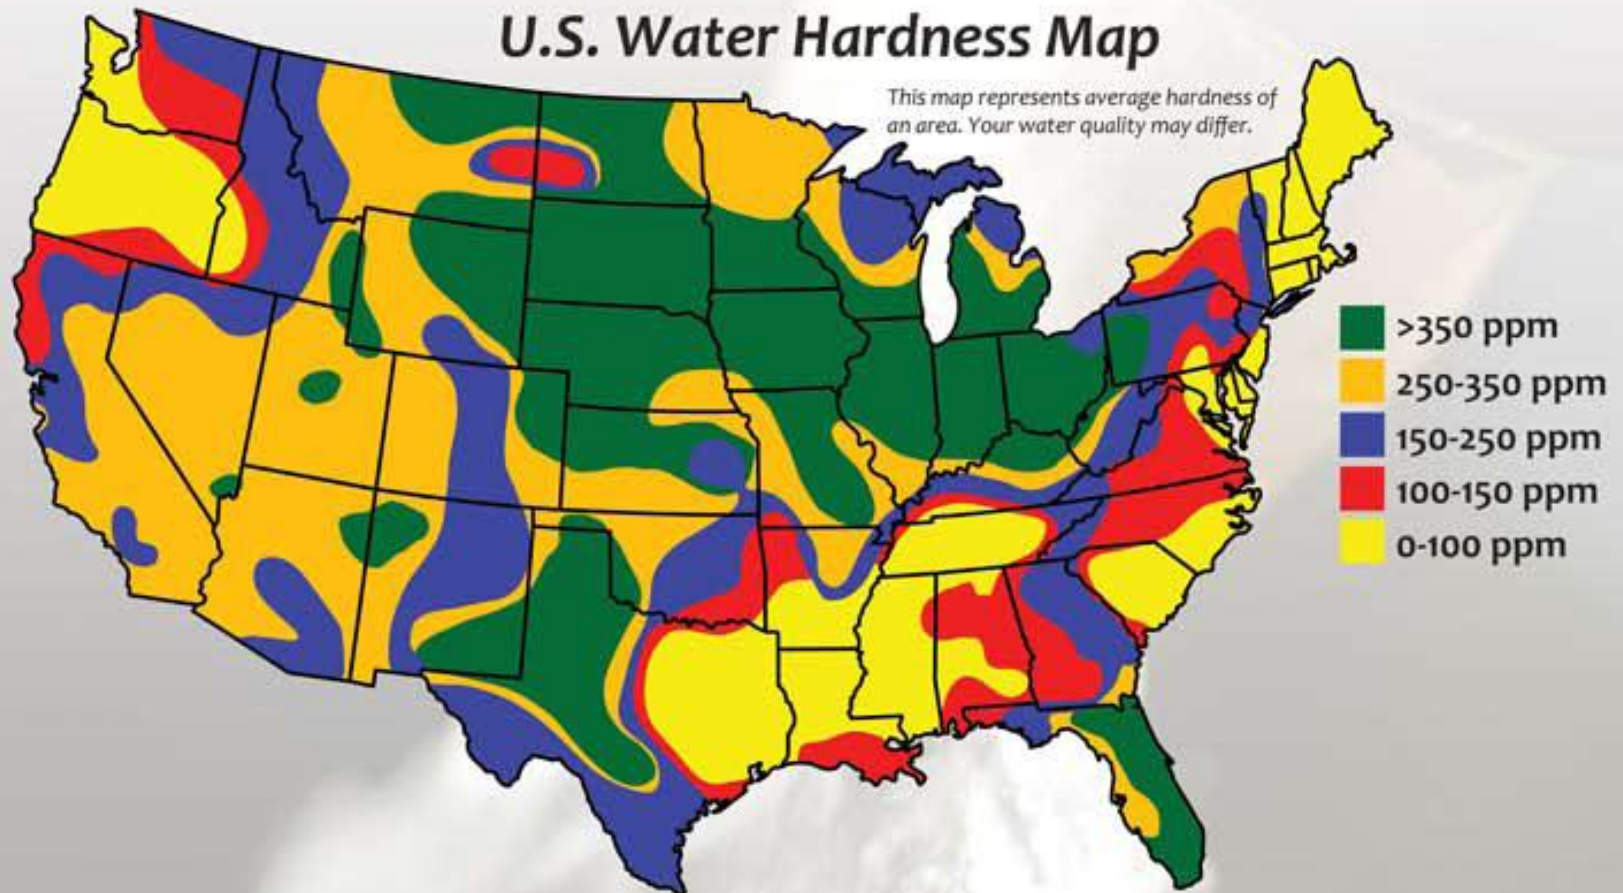 U.S. Water Hardness Map
This map represents average hardness of
an area. Your water quality may differ.
>350 ppm
250-350 ppm
150-250 ppm
100-150 ppm
0-100 ppm